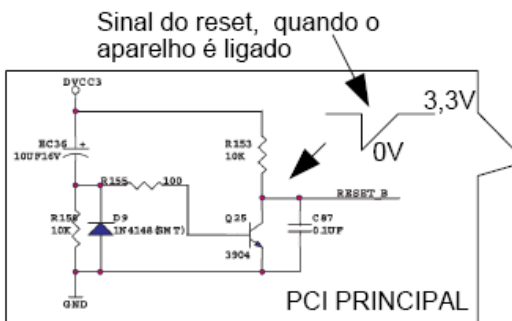 Sinal do reset, quando o
aparelho é ligado
DVCC3
3,3V
0V
EC36 +
10UF16V
R153
10K
R155 100
RESET_B
R158
10K
D9
1N4148(SMT)
Q25
3904
C87
0.1UF
GND
PCI PRINCIPAL